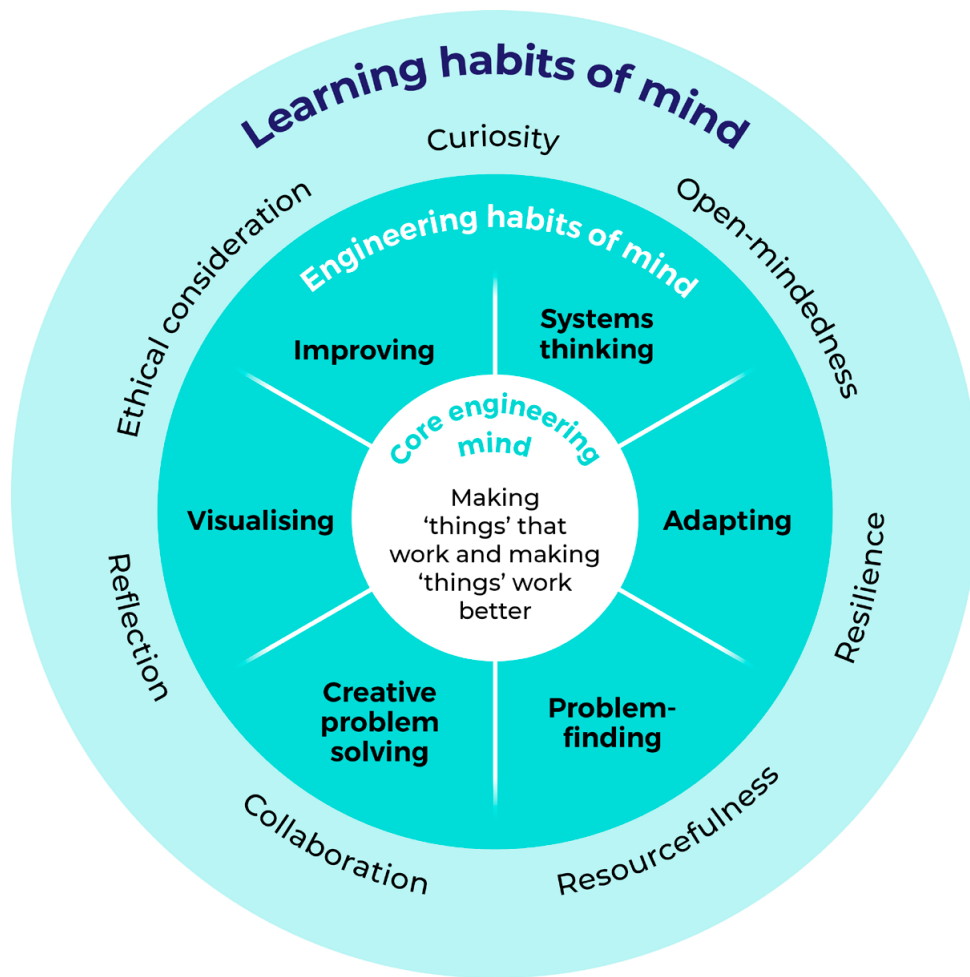 Learning habits of mind
Curiosity
Open-mindedness
Resilience
Resourcefulness
Collaboration
Reflection
Ethical consideration
Engineering habits of mind
Systems
thinking
Adapting
Problem-
finding
Creative
problem
solving
Visualising
Improving
Core engineering
mind
Making
‘things’ that
work and making
‘things’ work
better